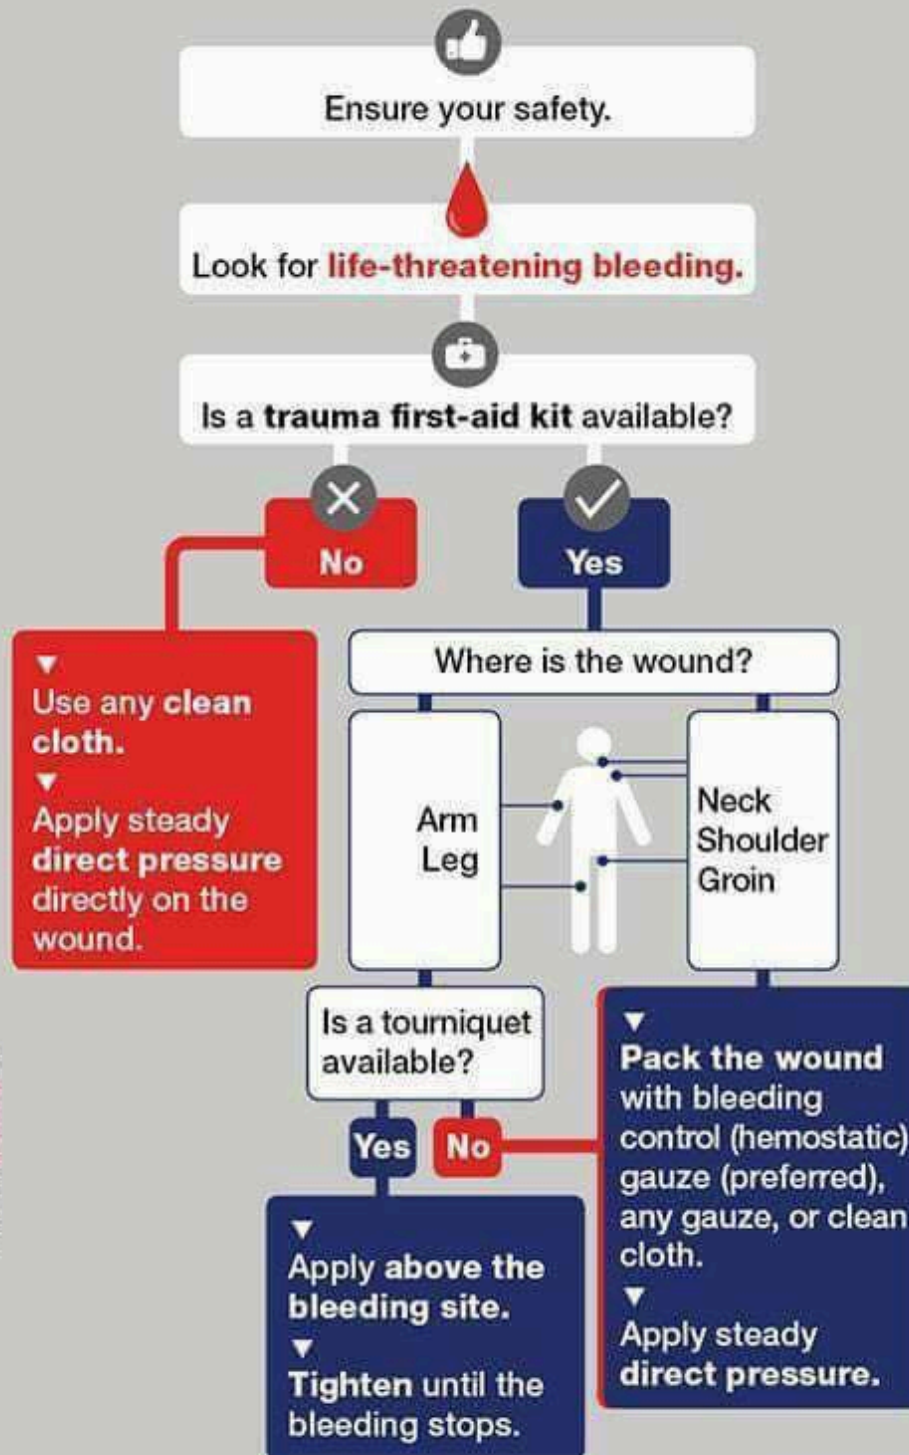 Ensure your safety.
Look for life-threatening bleeding.
Is a trauma first-aid kit available?
No
Yes
Use any clean
cloth.
Apply steady
direct pressure
directly on the
wound.
Where is the wound?
Arm
Leg
Neck
Shoulder
Groin
Is a tourniquet
available?
Yes
No
Apply above the
bleeding site.
Tighten until the
bleeding stops.
Pack the wound
with bleeding
control (hemostatic)
gauze (preferred),
any gauze, or clean
cloth.
Apply steady
direct pressure.